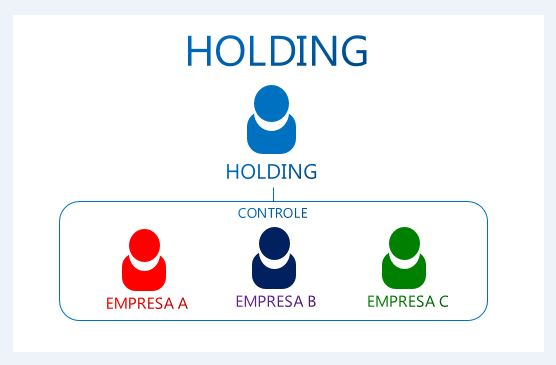 HOLDING
HOLDING
CONTROLE
EMPRESA A
EMPRESA B
EMPRESA C